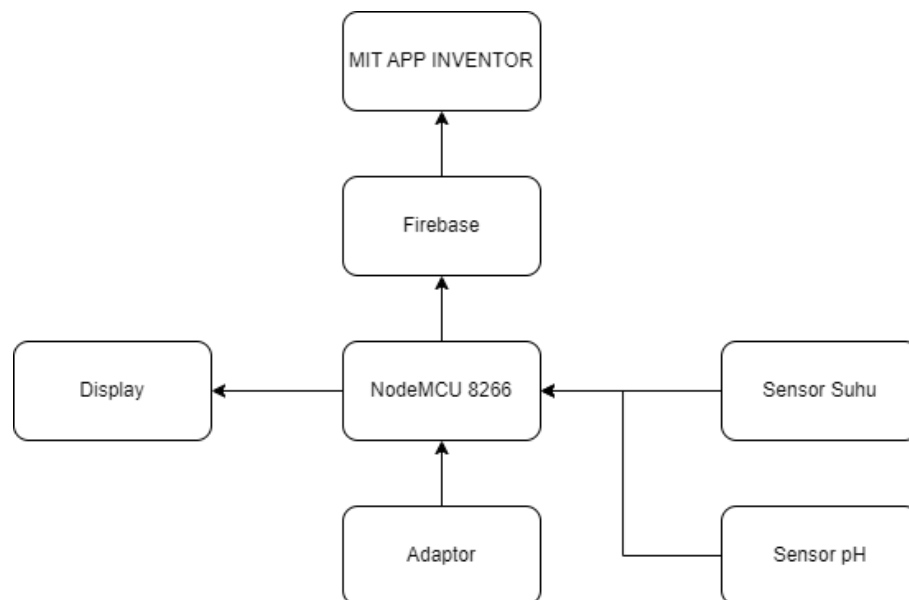 MIT APP INVENTOR
Firebase
Display
NodeMCU 8266
Sensor Suhu
Adaptor
Sensor pH